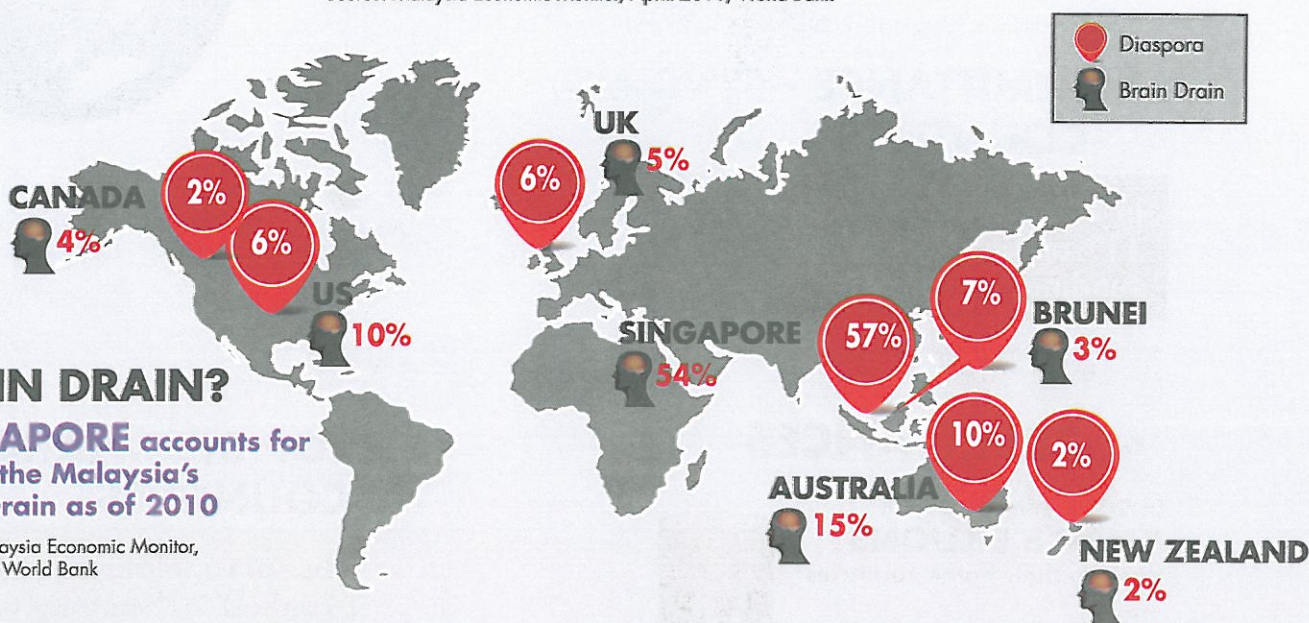 Diaspora
Brain Drain
UK
5%
6%
CANADA
4%
2%
6%
US
10%
SINGAPORE
54%
57%
7%
BRUNEI
3%
IN DRAIN?
APORE accounts for
the Malaysia's
rain as of 2010
aysia Economic Monitor,
World Bank
10%
2%
AUSTRALIA
15%
NEW ZEALAND
2%